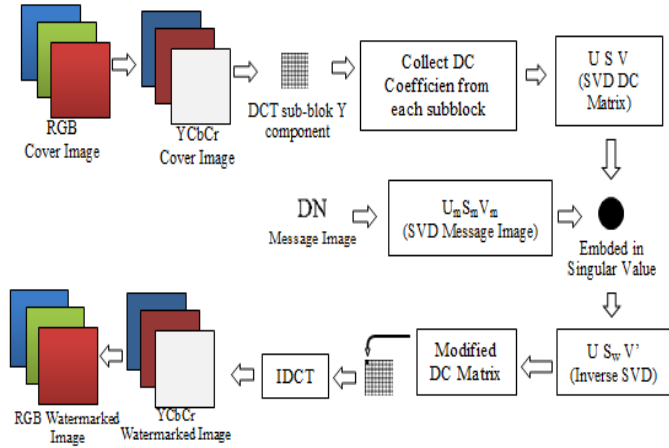 RGB
Cover Image
YCbCr
Cover Image
DCT sub-blok Y
component
Collect DC
Coefficien from
each subblock
U S V
(SVD DC
Matrix)
DN
Message Image
UmSmVm
(SVD Message Image)
Embded in
Singular Value
U Sw V'
(Inverse SVD)
Modified
DC Matrix
IDCT
YCbCr
Watermarked Image
RGB Watermarked
Image